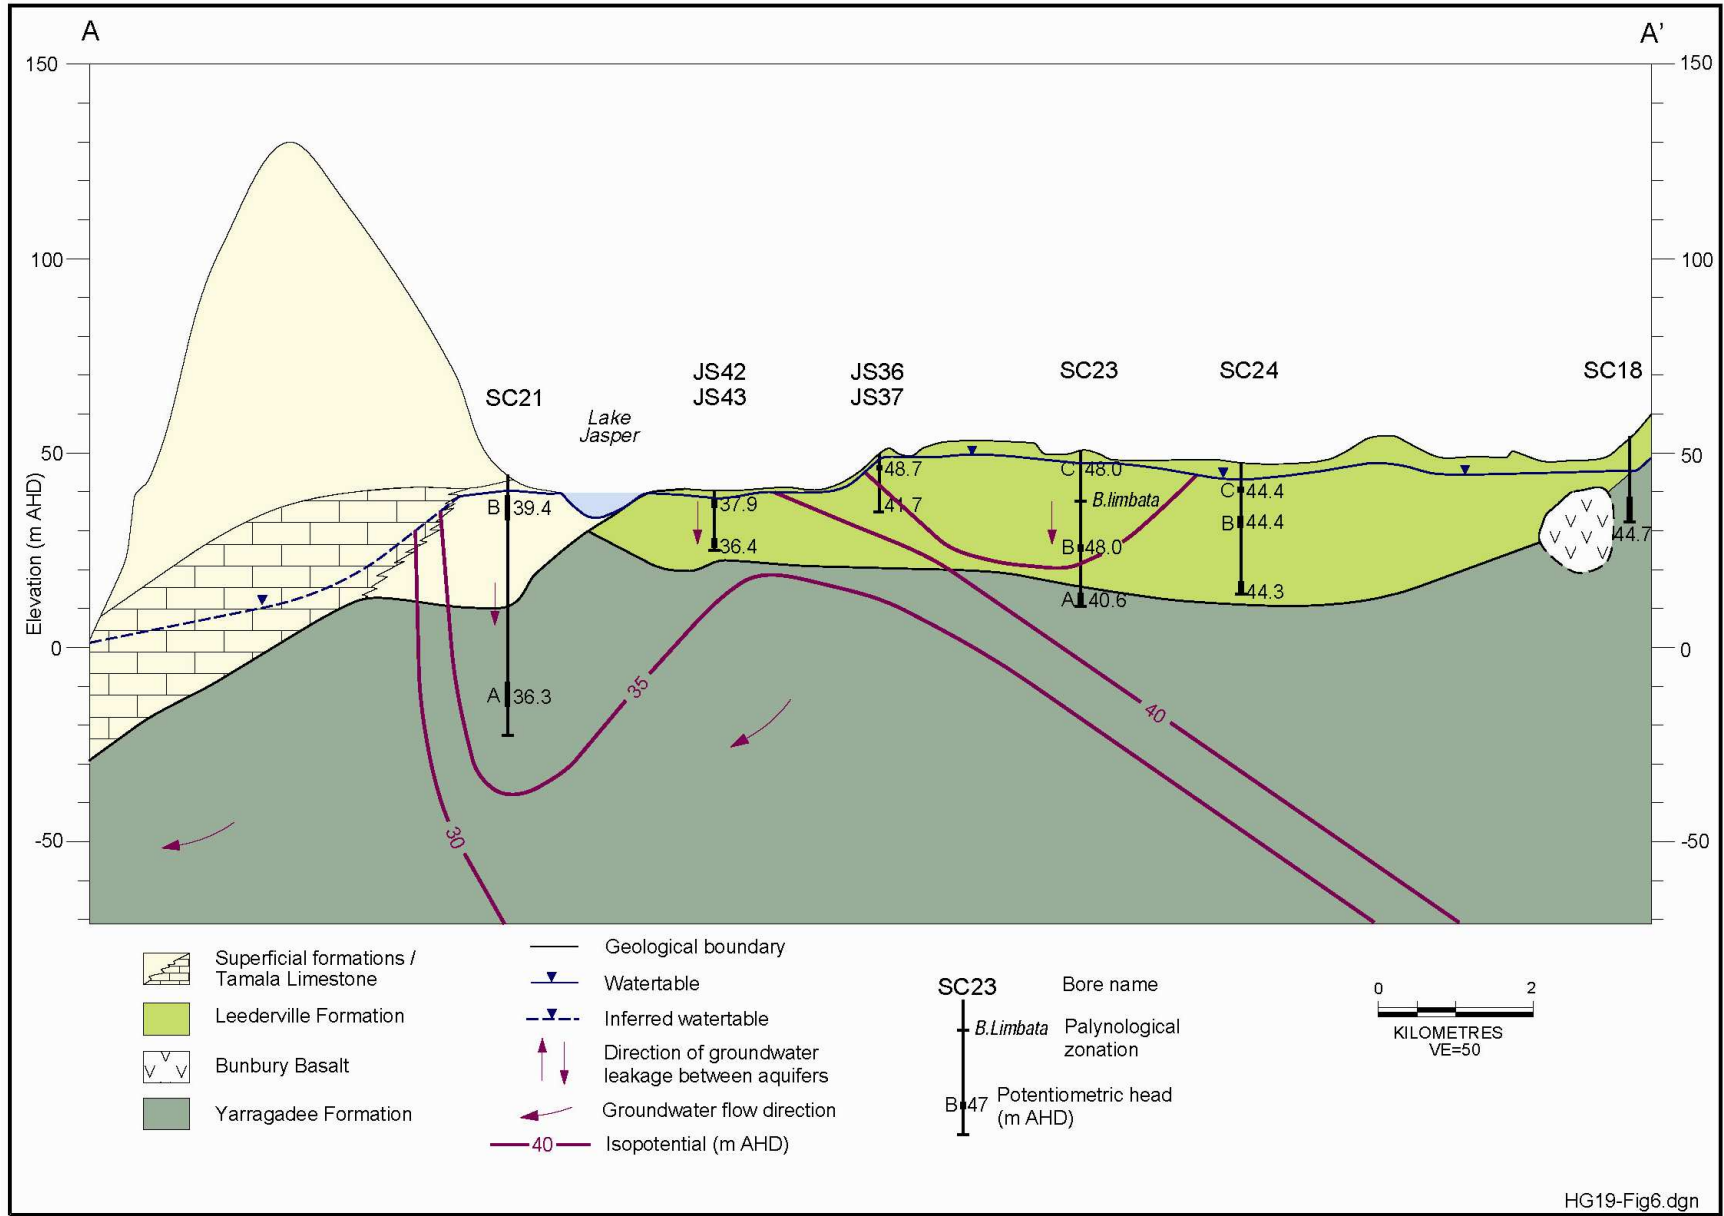 A
A'
150
150
100
100
50
50
0
0
-50
-50
Elevation (m AHD)
SC21
Lake
Jasper
JS42
JS43
JS36
JS37
SC23
SC24
SC18
B 39.4
A 36.3
37.9
36.4
48.7
41.7
C 48.0
B.limbata
B 48.0
A 40.6
C 44.4
B 44.4
44.3
44.7
35
40
30
Superficial formations /
Tamala Limestone
Leederville Formation
Bunbury Basalt
Yarragadee Formation
Geological boundary
Watertable
Inferred watertable
Direction of groundwater
leakage between aquifers
Groundwater flow direction
40
Isopotential (m AHD)
SC23
Bore name
B.Limbata
Palynological
zonation
B 47
Potentiometric head
(m AHD)
0 2
KILOMETRES
VE=50
HG19-Fig6.dgn